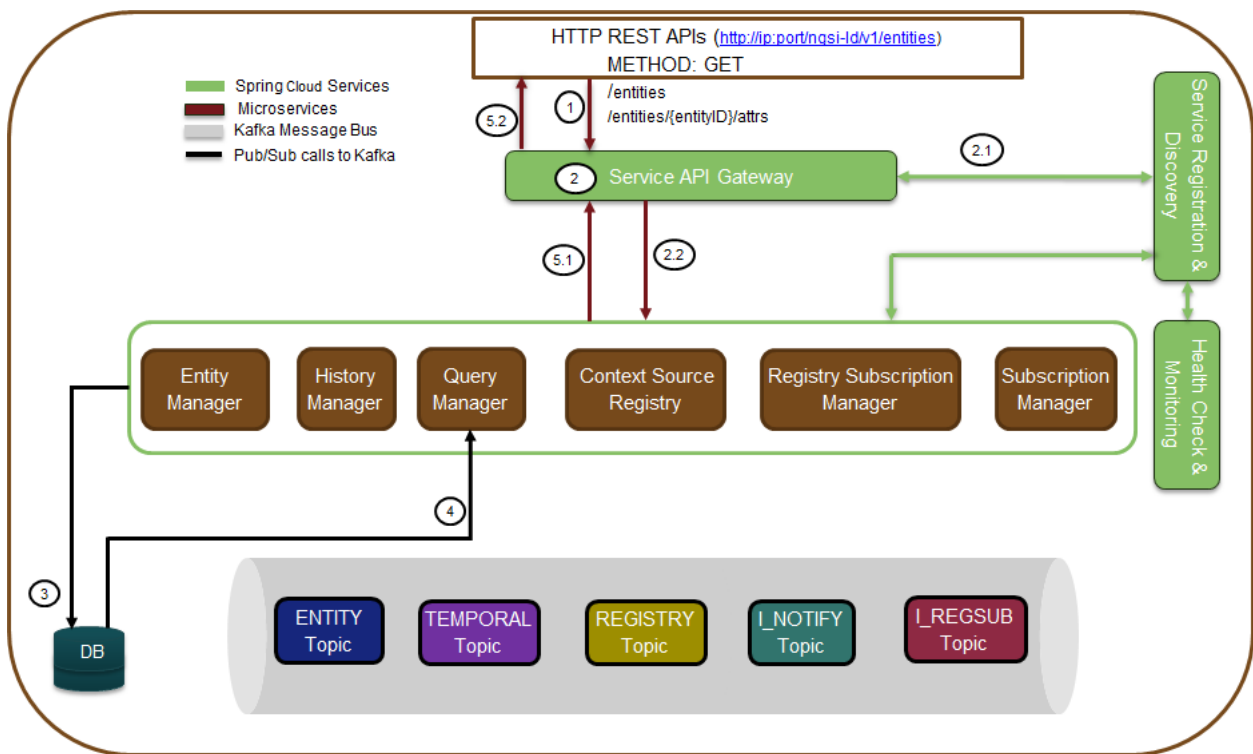 HTTP REST APIs (http://ip:port/ngsi-ld/v1/entities)
METHOD: GET
/entities
/entities/{entityID}/attrs
Spring Cloud Services
Microservices
Kafka Message Bus
Pub/Sub calls to Kafka
5.2
1
2
Service API Gateway
2.1
Service Registration &
Discovery
5.1
2.2
Entity
Manager
History
Manager
Query
Manager
Context Source
Registry
Registry Subscription
Manager
Subscription
Manager
Health Check &
Monitoring
4
3
DB
ENTITY
Topic
TEMPORAL
Topic
REGISTRY
Topic
I_NOTIFY
Topic
I_REGSUB
Topic